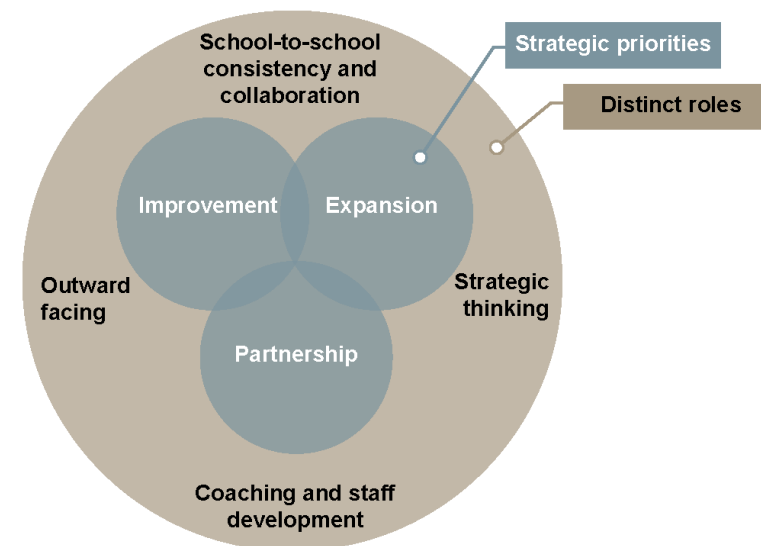 School-to-school
consistency and
collaboration
Strategic priorities
Distinct roles
Improvement
Expansion
Outward
facing
Strategic
thinking
Partnership
Coaching and staff
development